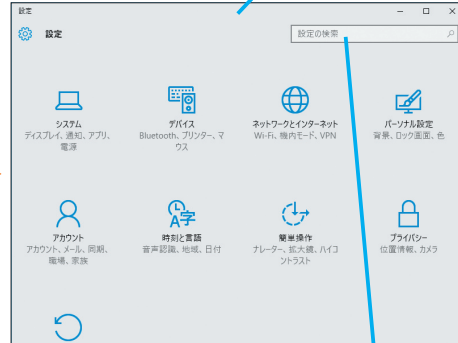 設定
設定
設定の検索
システム
ディスプレイ、通知、アプリ、
電源
デバイス
Bluetooth、プリンター、マ
ウス
ネットワークとインターネット
Wi-Fi、機内モード、VPN
パーソナル設定
背景、ロック画面、色
アカウント
アカウント、メール、同期、
職場、家族
時刻と言語
音声認識、地域、日付
簡単操作
ナレーター、拡大鏡、ハイコ
ントラスト
プライバシー
位置情報、カメラ